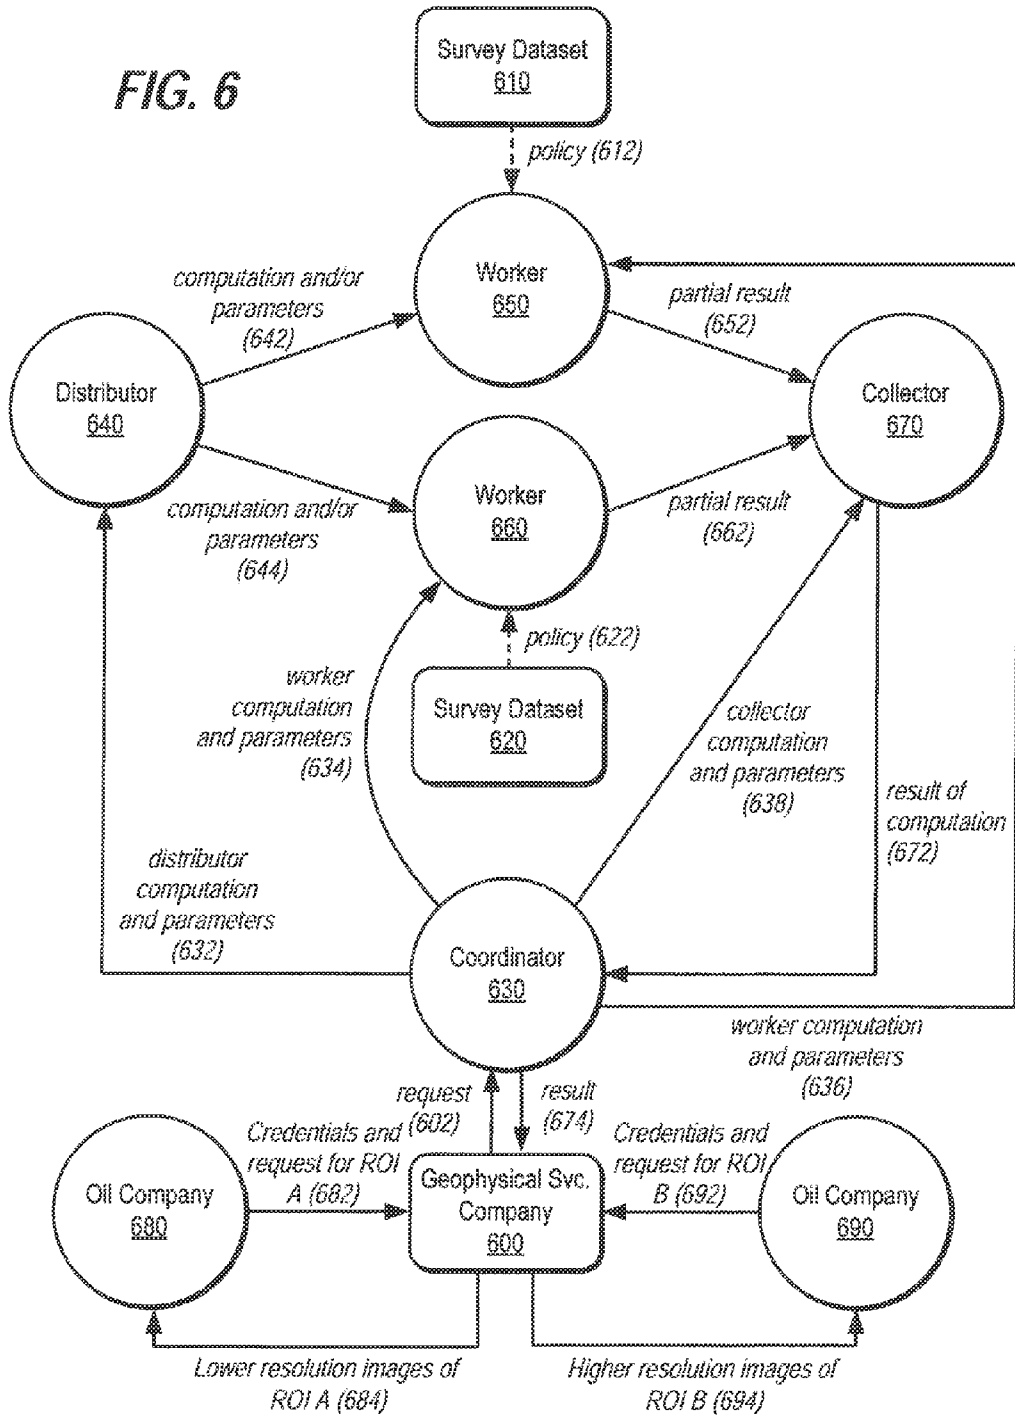 FIG. 6
Survey Dataset
610
policy (612)
Worker
650
computation and/or
parameters
(642)
partial result
(652)
Distributor
640
Collector
670
Worker
660
computation and/or
parameters
(644)
partial result
(662)
policy (622)
Survey Dataset
620
worker
computation
and parameters
(634)
collector
computation
and parameters
(638)
result of
computation
(672)
distributor
computation
and parameters
(632)
Coordinator
630
worker computation
and parameters
(636)
request
(602)
result
(674)
Credentials and
request for ROI
A (682)
Credentials and
request for ROI
B (692)
Oil Company
680
Geophysical Svc.
Company
600
Oil Company
690
Lower resolution images of
ROI A (684)
Higher resolution images of
ROI B (694)